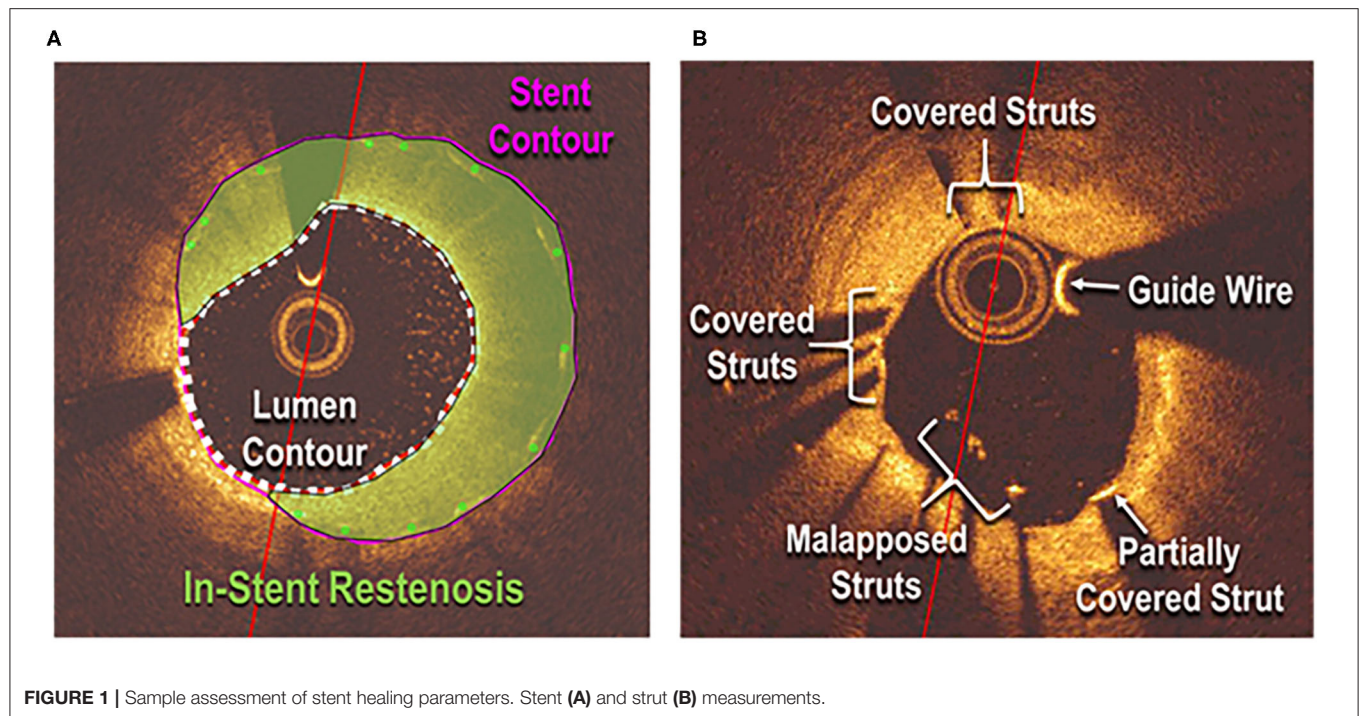 A
B
Stent
Contour
Lumen
Contour
In-Stent Restenosis
Covered Struts
Guide Wire
Covered
Struts
Malapposed
Struts
Partially
Covered Strut
FIGURE 1 | Sample assessment of stent healing parameters. Stent (A) and strut (B) measurements.